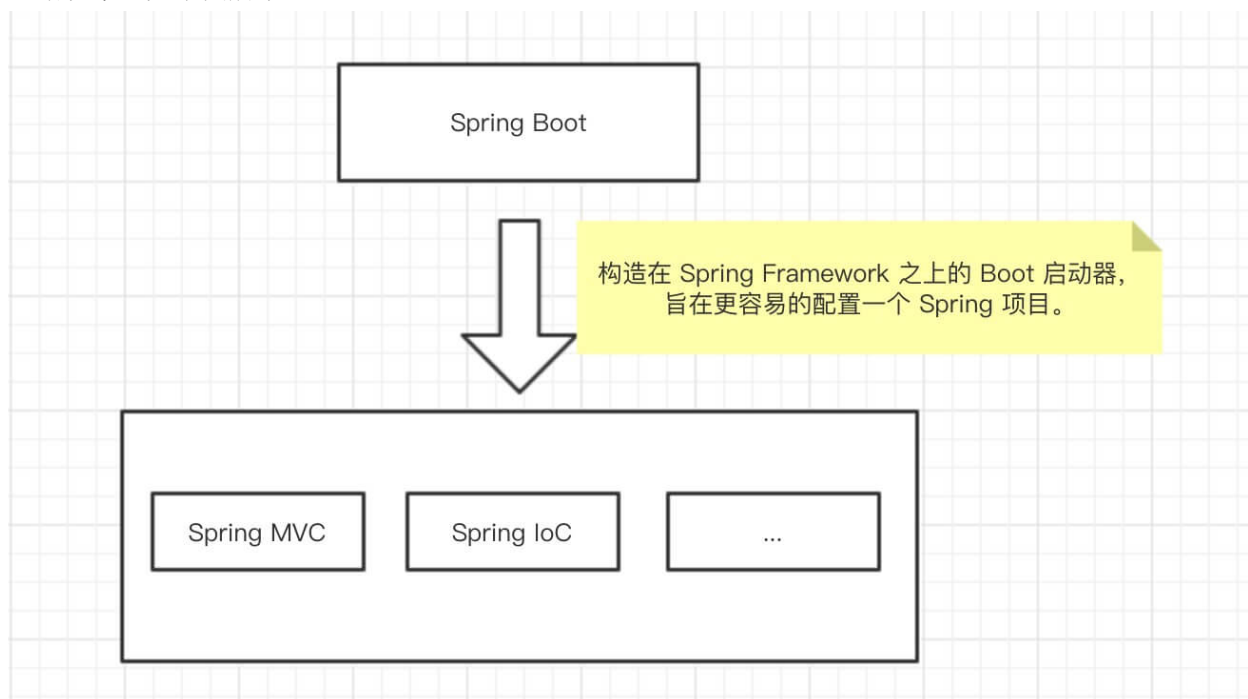 Spring Boot
构造在 Spring Framework 之上的 Boot 启动器，
旨在更容易的配置一个 Spring 项目。
Spring MVC
Spring IoC
...